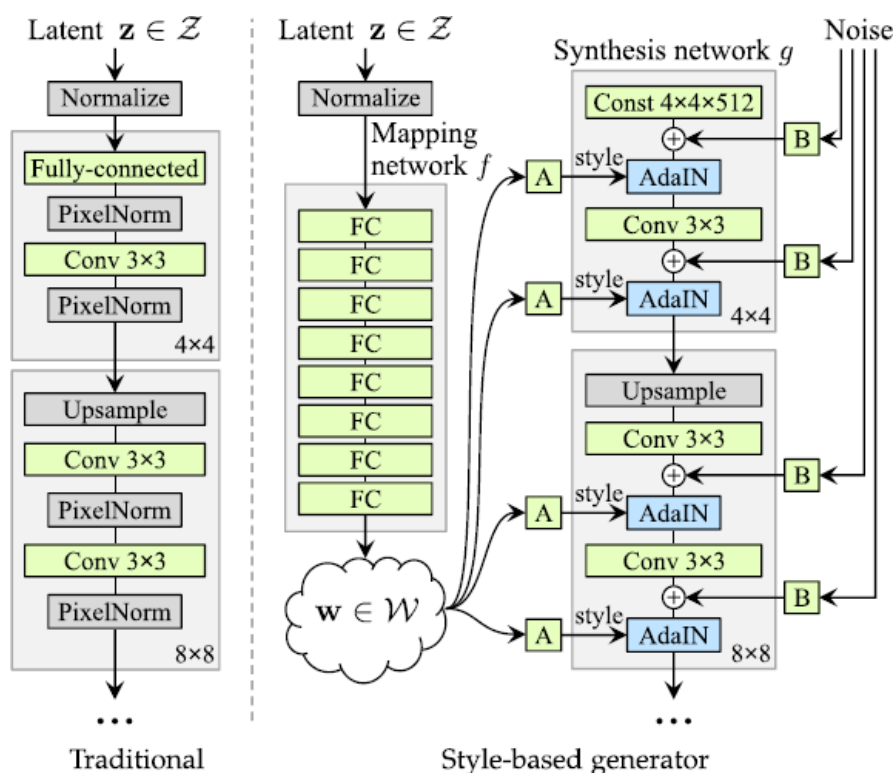 Latent z ∈ 𝒵
Normalize
Fully-connected
PixelNorm
Conv 3×3
PixelNorm
4×4
Upsample
Conv 3×3
PixelNorm
Conv 3×3
PixelNorm
8×8
...
Traditional
Latent z ∈ 𝒵
Normalize
Mapping
network f
FC
FC
FC
FC
FC
FC
FC
FC
w ∈ 𝒲
Synthesis network g
Noise
Const 4×4×512
B
A
style
AdaIN
Conv 3×3
B
A
style
AdaIN
4×4
Upsample
Conv 3×3
B
A
style
AdaIN
Conv 3×3
B
A
style
AdaIN
8×8
...
Style-based generator